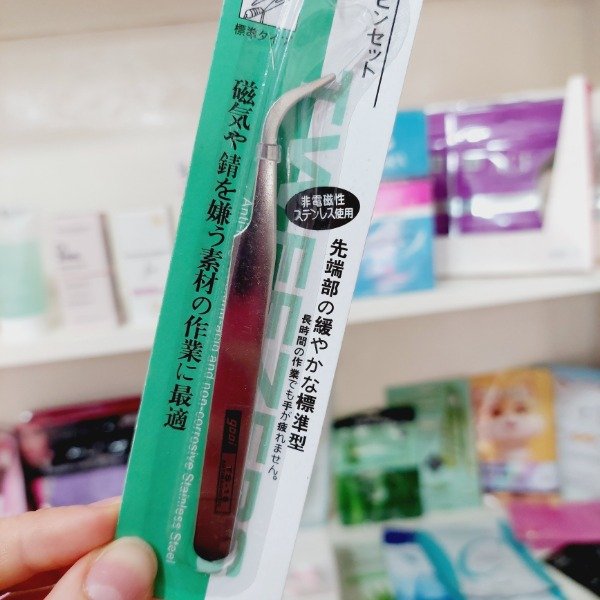 標準タイプ
ピンセット
磁気や錆を嫌う素材の作業に最適
非電磁性
ステンレス使用
先端部の緩やかな標準型
長時間の作業でも手が疲れません。
and non-corrosive Stainless Steel
TWEEZERS
goot